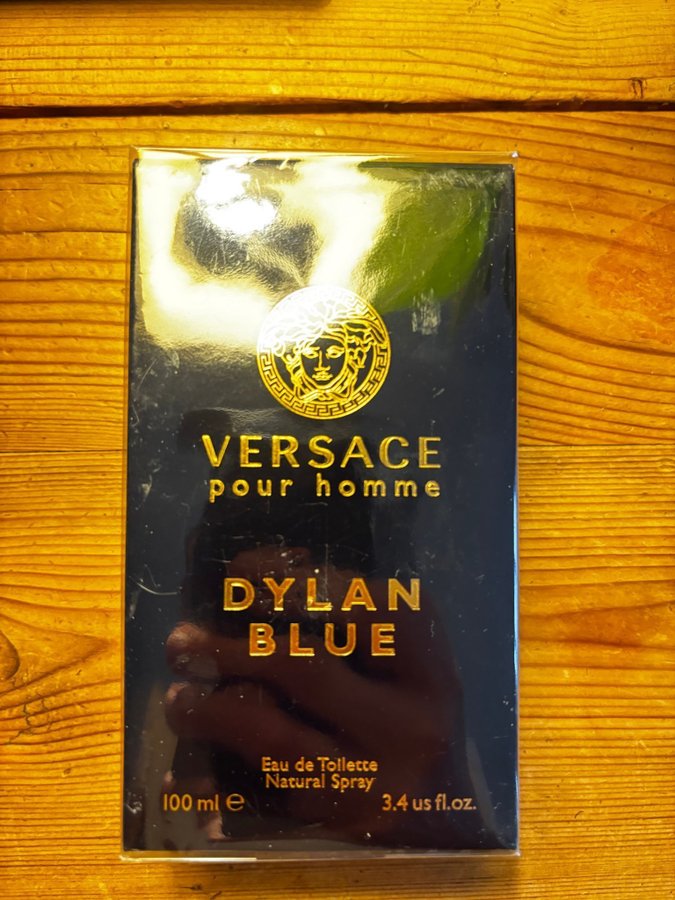 VERSACE
pour homme
DYLAN
BLUE
Eau de Toilette
Natural Spray
100 ml ℮ 3.4 us fl.oz.